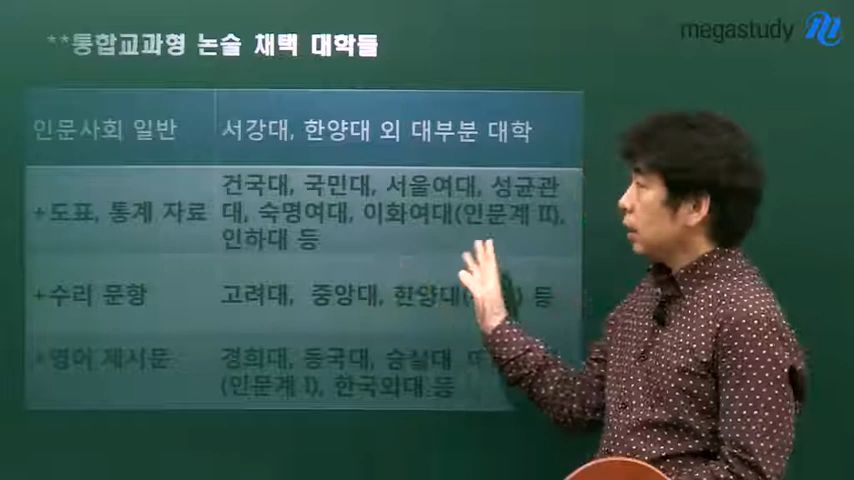 megastudy
**통합교과형 논술 채택 대학들
인문사회 일반 서강대, 한양대 외 대부분 대학
+도표, 통계 자료 건국대, 국민대, 서울여대, 성균관
대, 숙명여대, 이화여대(인문계 II),
인하대 등
+수리 문항 고려대, 중앙대, 한양대( ) 등
+영어 제시문 경희대, 동국대, 숭실대
(인문계 I), 한국외대 등